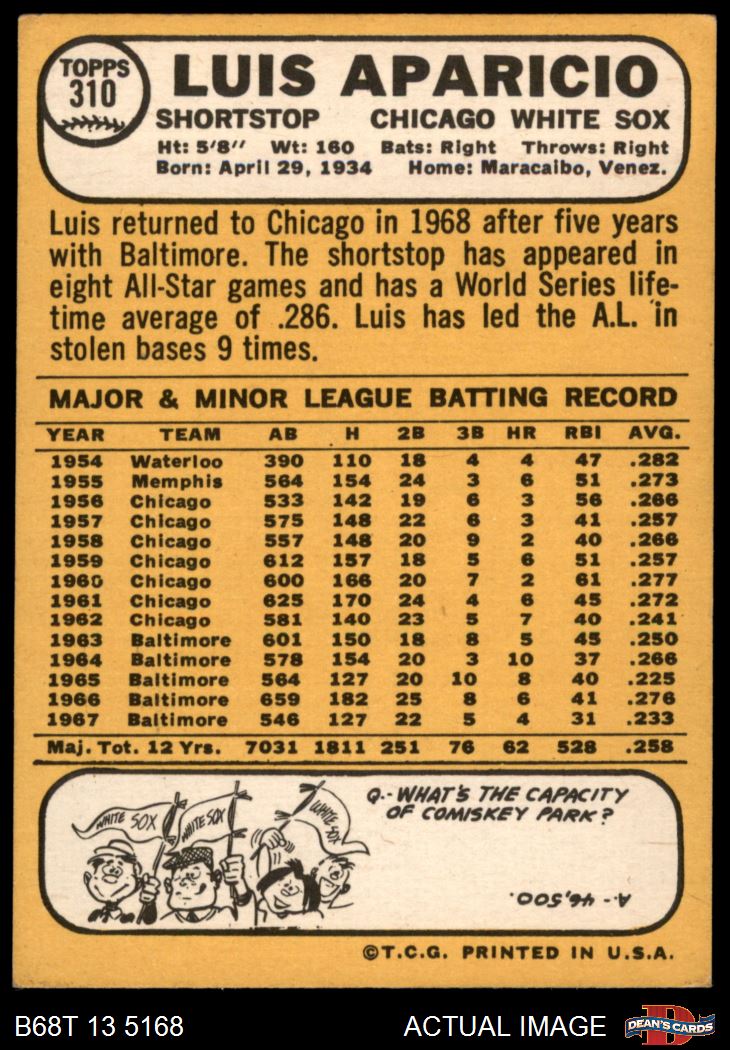 TOPPS
310
LUIS APARICIO
SHORTSTOP CHICAGO WHITE SOX
Ht: 5'8" Wt: 160 Bats: Right Throws: Right
Born: April 29, 1934 Home: Maracaibo, Venez.
Luis returned to Chicago in 1968 after five years
with Baltimore. The shortstop has appeared in
eight All-Star games and has a World Series life-
time average of .286. Luis has led the A.L. in
stolen bases 9 times.
MAJOR & MINOR LEAGUE BATTING RECORD
YEAR TEAM AB H 2B 3B HR RBI AVG.
1954 Waterloo 390 110 18 4 4 47 .282
1955 Memphis 564 154 24 3 6 51 .273
1956 Chicago 533 142 19 6 3 56 .266
1957 Chicago 575 148 22 6 3 41 .257
1958 Chicago 557 148 20 9 2 40 .266
1959 Chicago 612 157 18 5 6 51 .257
1960 Chicago 600 166 20 7 2 61 .277
1961 Chicago 625 170 24 4 6 45 .272
1962 Chicago 581 140 23 5 7 40 .241
1963 Baltimore 601 150 18 8 5 45 .250
1964 Baltimore 578 154 20 3 10 37 .266
1965 Baltimore 564 127 20 10 8 40 .225
1966 Baltimore 659 182 25 8 6 41 .276
1967 Baltimore 546 127 22 5 4 31 .233
Maj. Tot. 12 Yrs. 7031 1811 251 76 62 528 .258
WHITE SOX
WHITE SOX
WHITE SOX
Q.- WHAT'S THE CAPACITY
OF COMISKEY PARK?
A.- 46,500.
©T.C.G. PRINTED IN U.S.A.
B68T 13 5168 ACTUAL IMAGE
D
DEAN'S CARDS